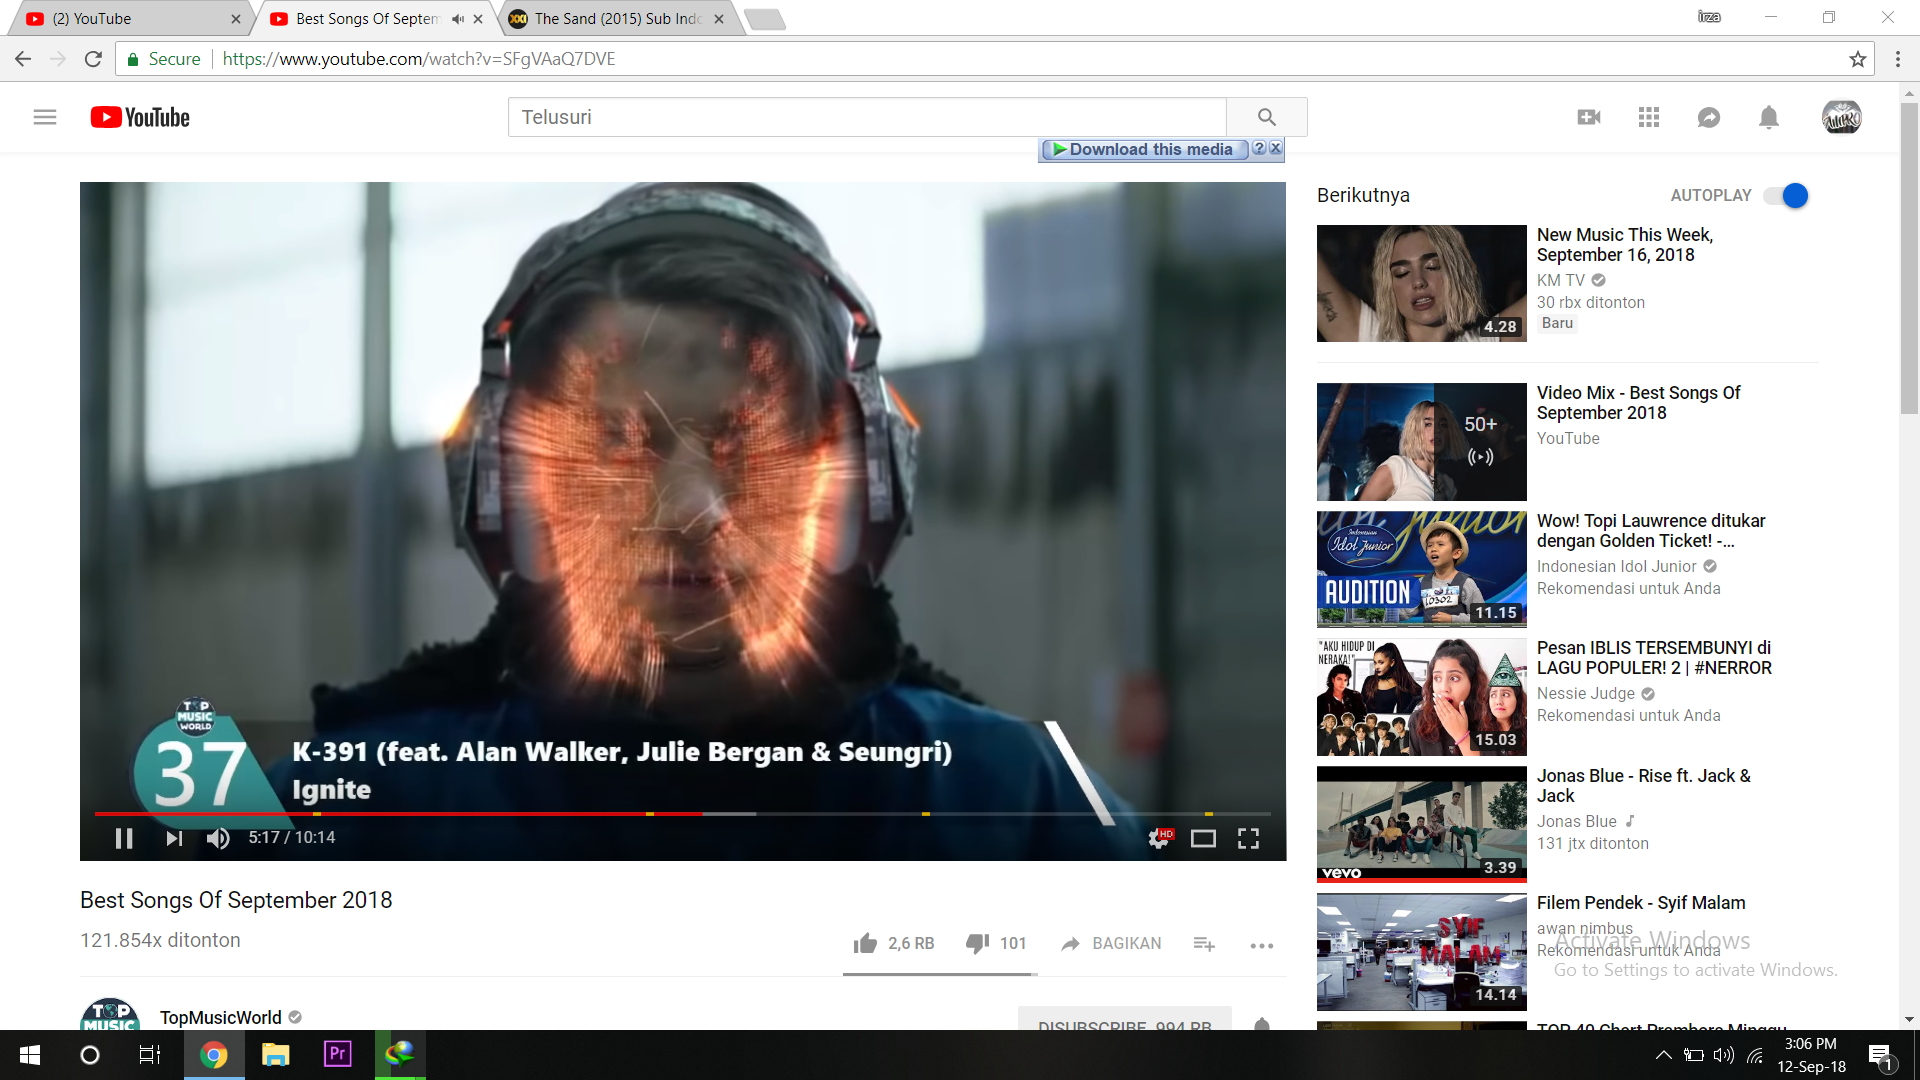 (2) YouTube
Best Songs Of Septem
The Sand (2015) Sub Indo
irza
Secure
https://www.youtube.com/watch?v=SFgVAaQ7DVE
YouTube
Telusuri
Download this media
?
AMPRO
Berikutnya
AUTOPLAY
New Music This Week,
September 16, 2018
KM TV
30 rbx ditonton
Baru
4.28
Video Mix - Best Songs Of
September 2018
YouTube
50+
Wow! Topi Lauwrence ditukar
dengan Golden Ticket! -...
Indonesian Idol Junior
Rekomendasi untuk Anda
Indonesian
Idol Junior
AUDITION
10302
11.15
Pesan IBLIS TERSEMBUNYI di
LAGU POPULER! 2 | #NERROR
Nessie Judge
Rekomendasi untuk Anda
"AKU HIDUP DI
NERAKA!"
15.03
Jonas Blue - Rise ft. Jack &
Jack
Jonas Blue
131 jtx ditonton
vevo
3.39
Filem Pendek - Syif Malam
awan nimbus
Rekomendasi untuk Anda
SYIF
MALAM
14.14
Activate Windows
Go to Settings to activate Windows.
TOP 40 Chart Prambors Minggu
TOP
MUSIC
WORLD
37
K-391 (feat. Alan Walker, Julie Bergan & Seungri)
Ignite
5:17 / 10:14
HD
Best Songs Of September 2018
121.854x ditonton
2,6 RB
101
BAGIKAN
TOP
MUSIC
TopMusicWorld
DISUBSCRIBE 994 RB
Pr
3:06 PM
12-Sep-18
1